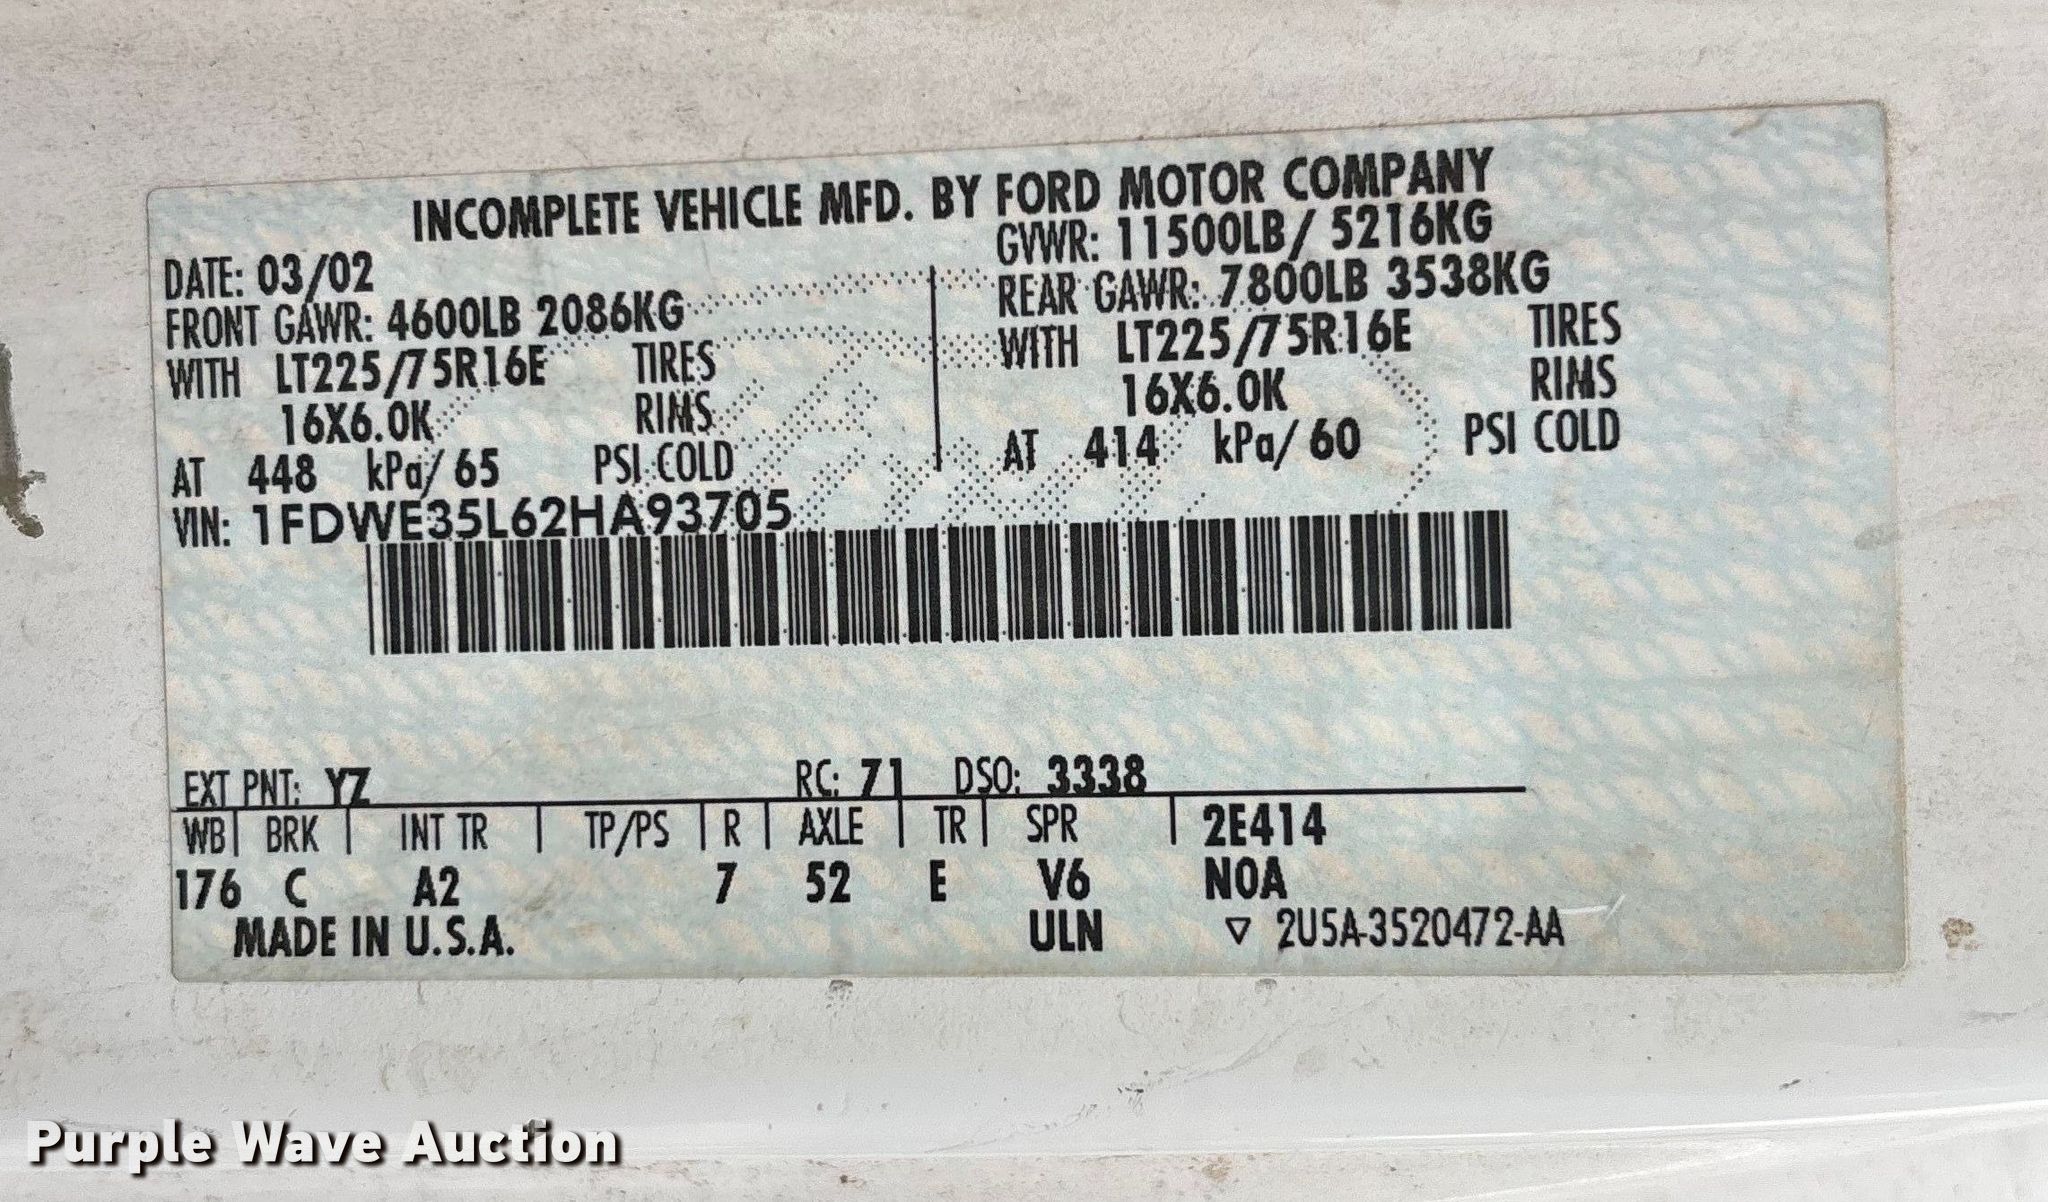 INCOMPLETE VEHICLE MFD. BY FORD MOTOR COMPANY
DATE: 03/02
GVWR: 11500LB/ 5216KG
FRONT GAWR: 4600LB 2086KG
REAR GAWR: 7800LB 3538KG
WITH LT225/75R16E TIRES
WITH LT225/75R16E TIRES
16X6.0K RIMS
16X6.0K RIMS
AT 448 kPa/ 65 PSI COLD
AT 414 kPa/ 60 PSI COLD
VIN: 1FDWE35L62HA93705
EXT PNT: YZ RC: 71 DSO: 3338
WB| BRK | INT TR | TP/PS | R | AXLE | TR | SPR | 2E414
176 C A2 7 52 E V6 NOA
MADE IN U.S.A. ULN ▽ 2U5A-3520472-AA
Purple Wave Auction